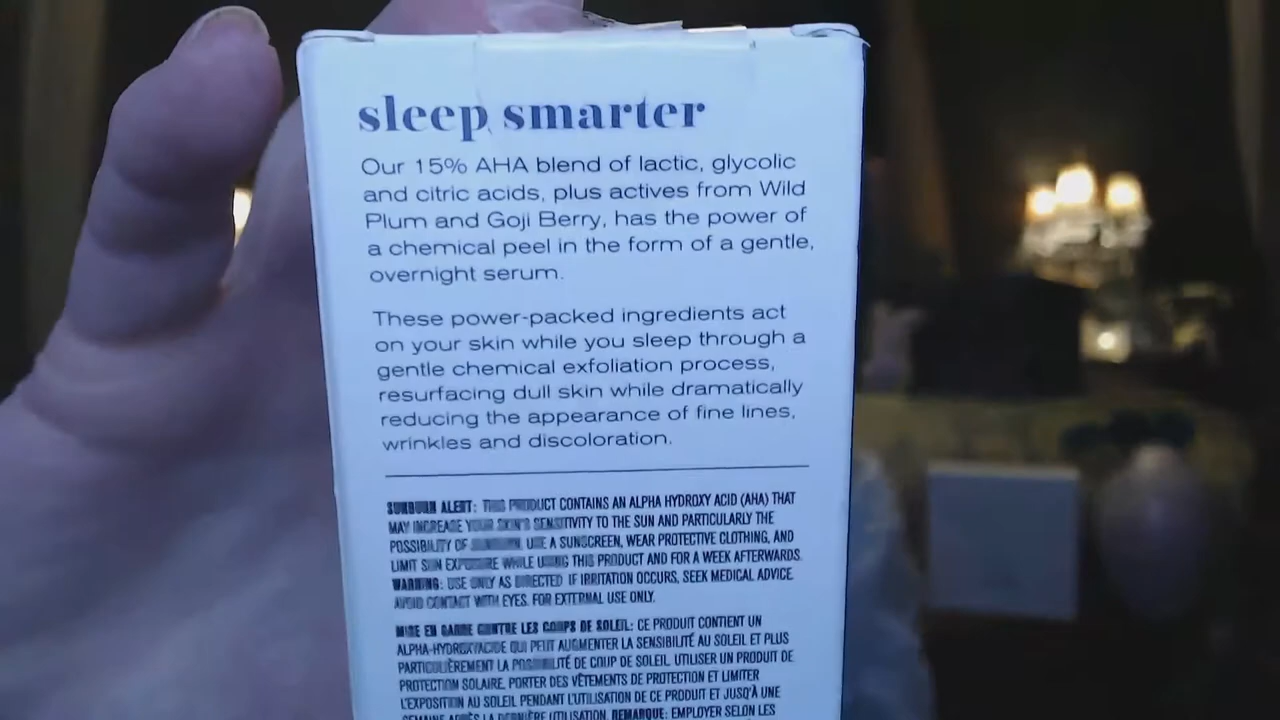 sleep smarter
Our 15% AHA blend of lactic, glycolic
and citric acids, plus actives from Wild
Plum and Goji Berry, has the power of
a chemical peel in the form of a gentle,
overnight serum.
These power-packed ingredients act
on your skin while you sleep through a
gentle chemical exfoliation process,
resurfacing dull skin while dramatically
reducing the appearance of fine lines,
wrinkles and discoloration.
SUNBURN ALERT: THIS PRODUCT CONTAINS AN ALPHA HYDROXY ACID (AHA) THAT
MAY INCREASE YOUR SKIN'S SENSITIVITY TO THE SUN AND PARTICULARLY THE
POSSIBILITY OF SUNBURN. USE A SUNSCREEN, WEAR PROTECTIVE CLOTHING, AND
LIMIT SUN EXPOSURE WHILE USING THIS PRODUCT AND FOR A WEEK AFTERWARDS.
WARNING: USE ONLY AS DIRECTED. IF IRRITATION OCCURS, SEEK MEDICAL ADVICE.
AVOID CONTACT WITH EYES. FOR EXTERNAL USE ONLY.
MISE EN GARDE CONTRE LES COUPS DE SOLEIL: CE PRODUIT CONTIENT UN
ALPHA-HYDROXYACIDE QUI PEUT AUGMENTER LA SENSIBILITÉ AU SOLEIL ET PLUS
PARTICULIÈREMENT LA POSSIBILITÉ DE COUP DE SOLEIL. UTILISER UN PRODUIT DE
PROTECTION SOLAIRE, PORTER DES VÊTEMENTS DE PROTECTION ET LIMITER
L'EXPOSITION AU SOLEIL PENDANT L'UTILISATION DE CE PRODUIT ET JUSQU'À UNE
SEMAINE APRÈS LA DERNIÈRE UTILISATION. REMARQUE: EMPLOYER SELON LES